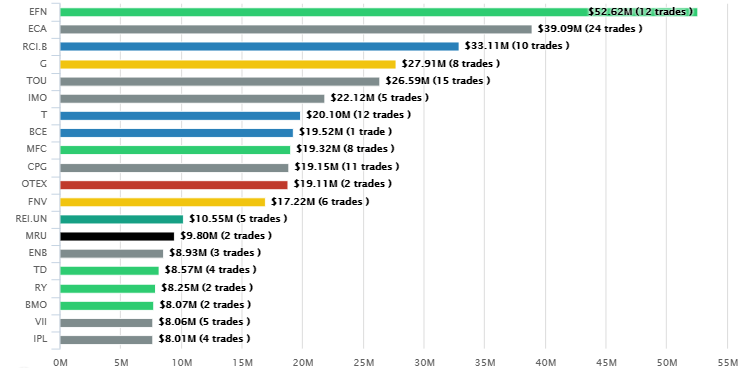 EFN $52.62M (12 trades )
ECA $39.09M (24 trades )
RCI.B $33.11M (10 trades )
G $27.91M (8 trades )
TOU $26.59M (15 trades )
IMO $22.12M (5 trades )
T $20.10M (12 trades )
BCE $19.52M (1 trade )
MFC $19.32M (8 trades )
CPG $19.15M (11 trades )
OTEX $19.11M (2 trades )
FNV $17.22M (6 trades )
REI.UN $10.55M (5 trades )
MRU $9.80M (2 trades )
ENB $8.93M (3 trades )
TD $8.57M (4 trades )
RY $8.25M (2 trades )
BMO $8.07M (2 trades )
VII $8.06M (5 trades )
IPL $8.01M (4 trades )
0M 5M 10M 15M 20M 25M 30M 35M 40M 45M 50M 55M